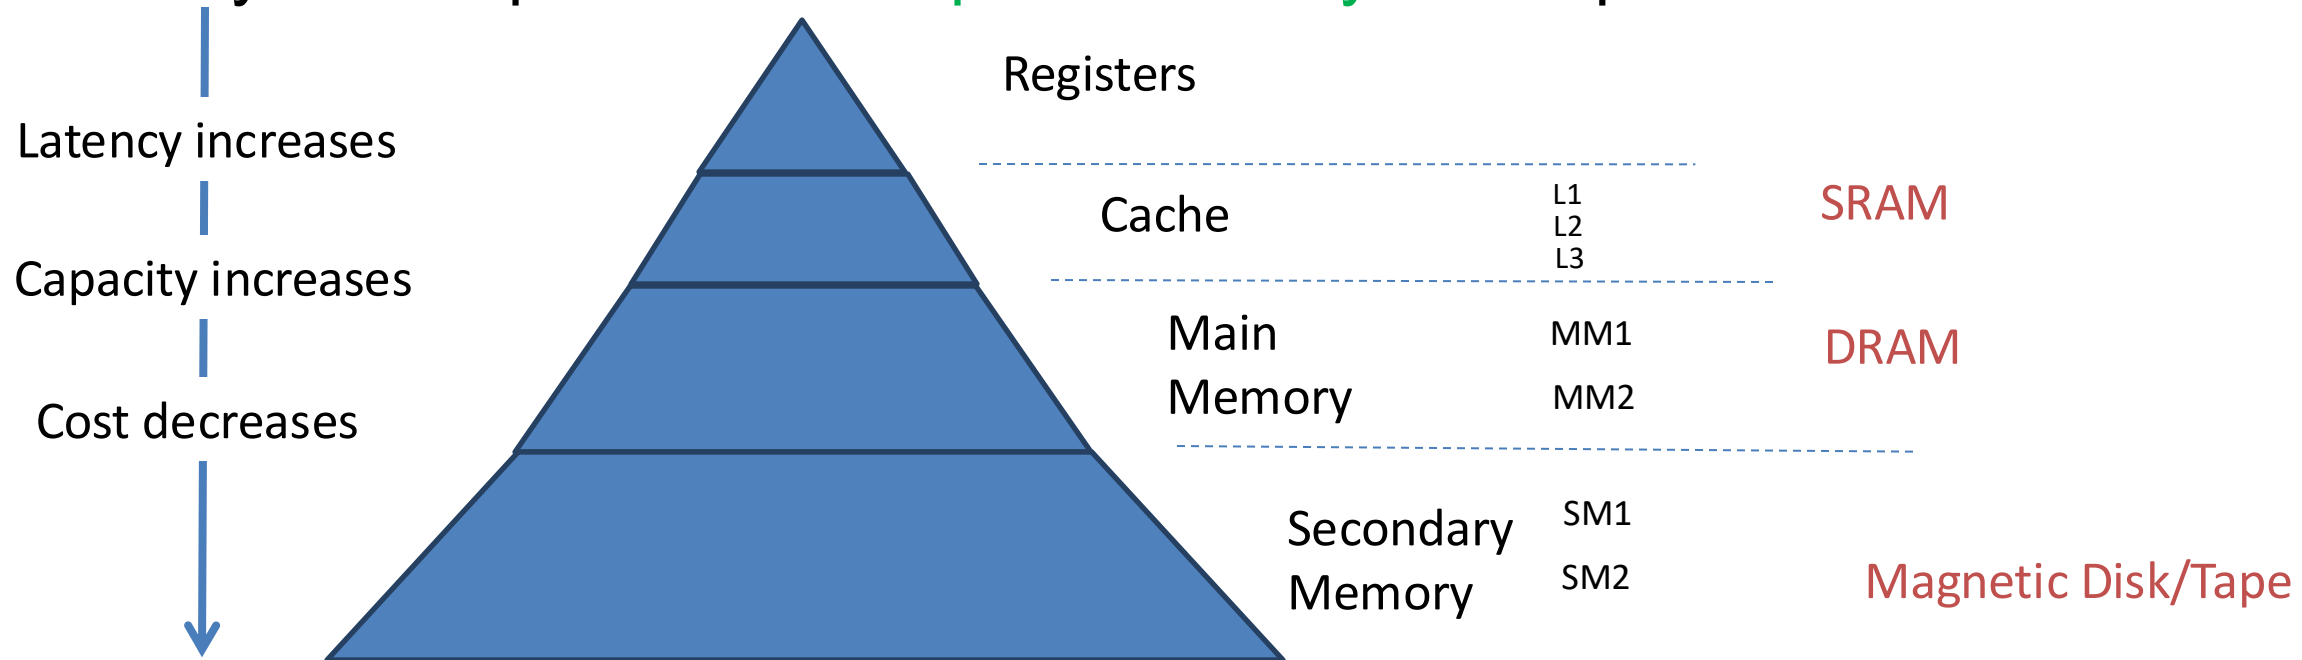 Registers
Latency increases
Cache
L1
L2
L3
SRAM
Capacity increases
Main
Memory
MM1
MM2
DRAM
Cost decreases
Secondary
Memory
SM1
SM2
Magnetic Disk/Tape